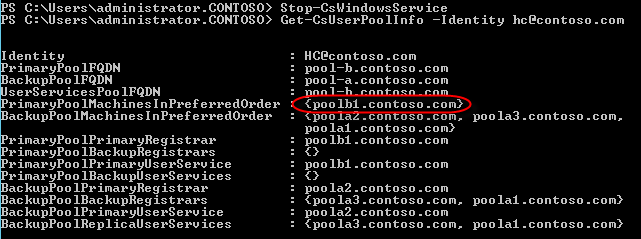 PS C:\Users\administrator.CONTOSO> Stop-CsWindowsService
PS C:\Users\administrator.CONTOSO> Get-CsUserPoolInfo -Identity hc@contoso.com
Identity : HC@contoso.com
PrimaryPoolFQDN : pool-b.contoso.com
BackupPoolFQDN : pool-a.contoso.com
UserServicesPoolFQDN : pool-b.contoso.com
PrimaryPoolMachinesInPreferredOrder : {poolb1.contoso.com}
BackupPoolMachinesInPreferredOrder : {poola2.contoso.com, poola3.contoso.com,
poola1.contoso.com}
PrimaryPoolPrimaryRegistrar : poolb1.contoso.com
PrimaryPoolBackupRegistrars : {}
PrimaryPoolPrimaryUserService : poolb1.contoso.com
PrimaryPoolBackupUserServices : {}
BackupPoolPrimaryRegistrar : poola2.contoso.com
BackupPoolBackupRegistrars : {poola3.contoso.com, poola1.contoso.com}
BackupPoolPrimaryUserService : poola2.contoso.com
BackupPoolReplicaUserServices : {poola3.contoso.com, poola1.contoso.com}